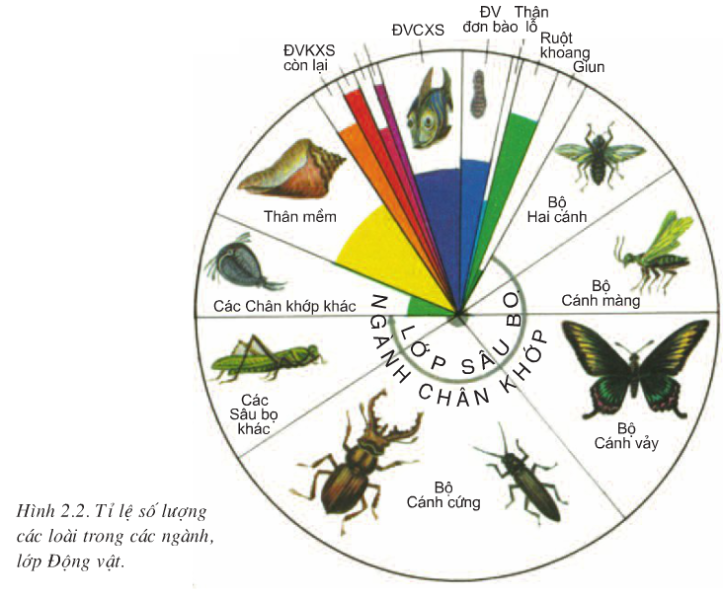 ĐVKXS
còn lại
ĐVCXS
ĐV
đơn bào
Thân
lỗ
Ruột
khoang
Giun
Thân mềm
Bộ
Hai cánh
Bộ
Cánh màng
Các Chân khớp khác
LỚP SÂU BỌ
NGÀNH CHÂN KHỚP
Các
Sâu bọ
khác
Bộ
Cánh vảy
Bộ
Cánh cứng
Hình 2.2. Tỉ lệ số lượng
các loài trong các ngành,
lớp Động vật.